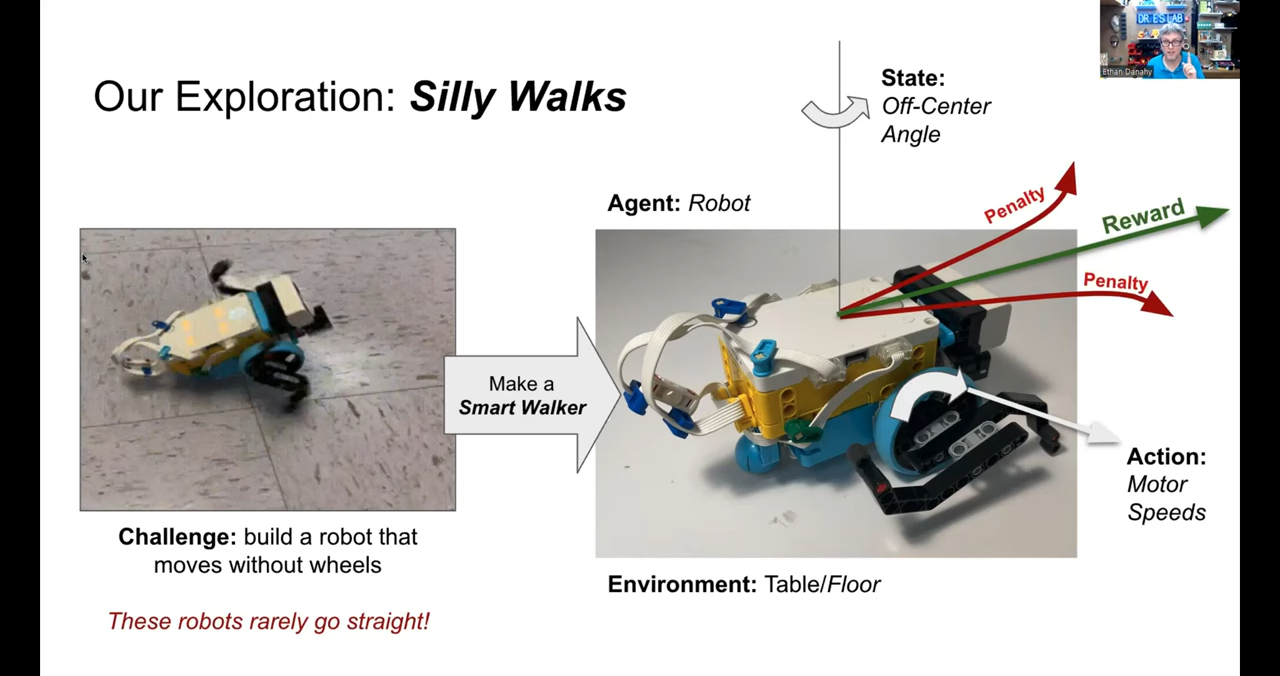 DR. E'S LAB
Ethan Danahy
Our Exploration: Silly Walks
State:
Off-Center
Angle
Agent: Robot
Penalty
Reward
Penalty
Make a
Smart Walker
Action:
Motor
Speeds
Challenge: build a robot that
moves without wheels
Environment: Table/Floor
These robots rarely go straight!